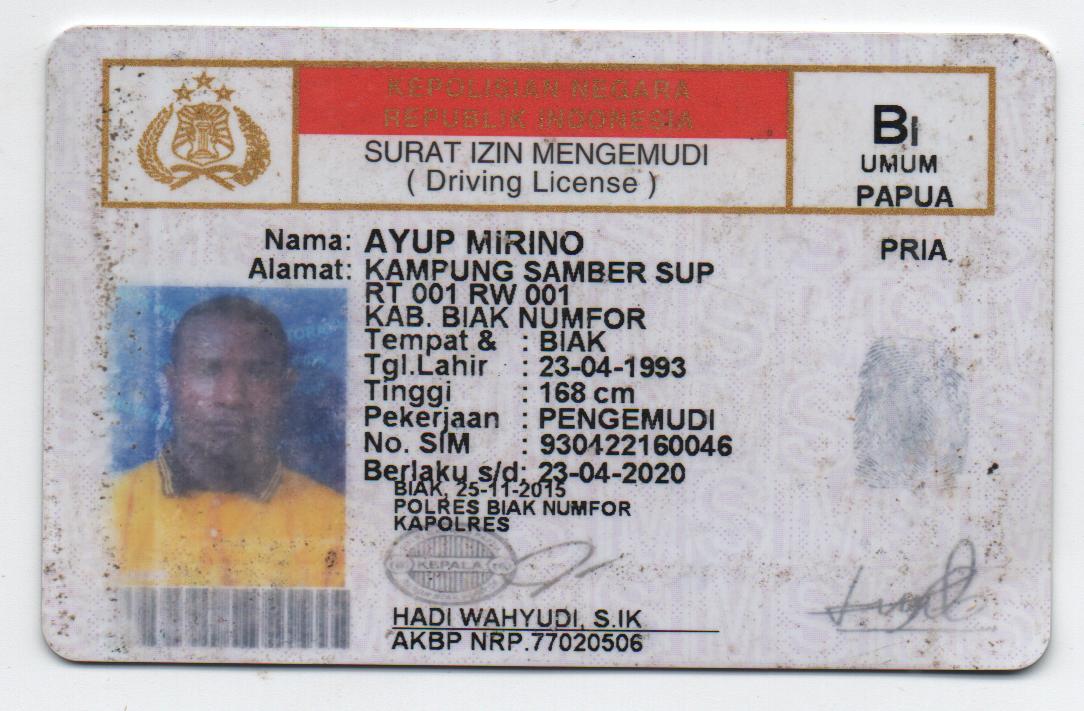 KEPOLISIAN NEGARA
REPUBLIK INDONESIA
SURAT IZIN MENGEMUDI
( Driving License )
BI
UMUM
PAPUA
Nama: AYUP MIRINO
PRIA
Alamat: KAMPUNG SAMBER SUP
RT 001 RW 001
KAB. BIAK NUMFOR
Tempat & : BIAK
Tgl.Lahir : 23-04-1993
Tinggi : 168 cm
Pekerjaan : PENGEMUDI
No. SIM : 930422160046
Berlaku s/d: 23-04-2020
BIAK, 25-11-2015
POLRES BIAK NUMFOR
KAPOLRES
KEPALA
HADI WAHYUDI, S.IK
AKBP NRP.77020506